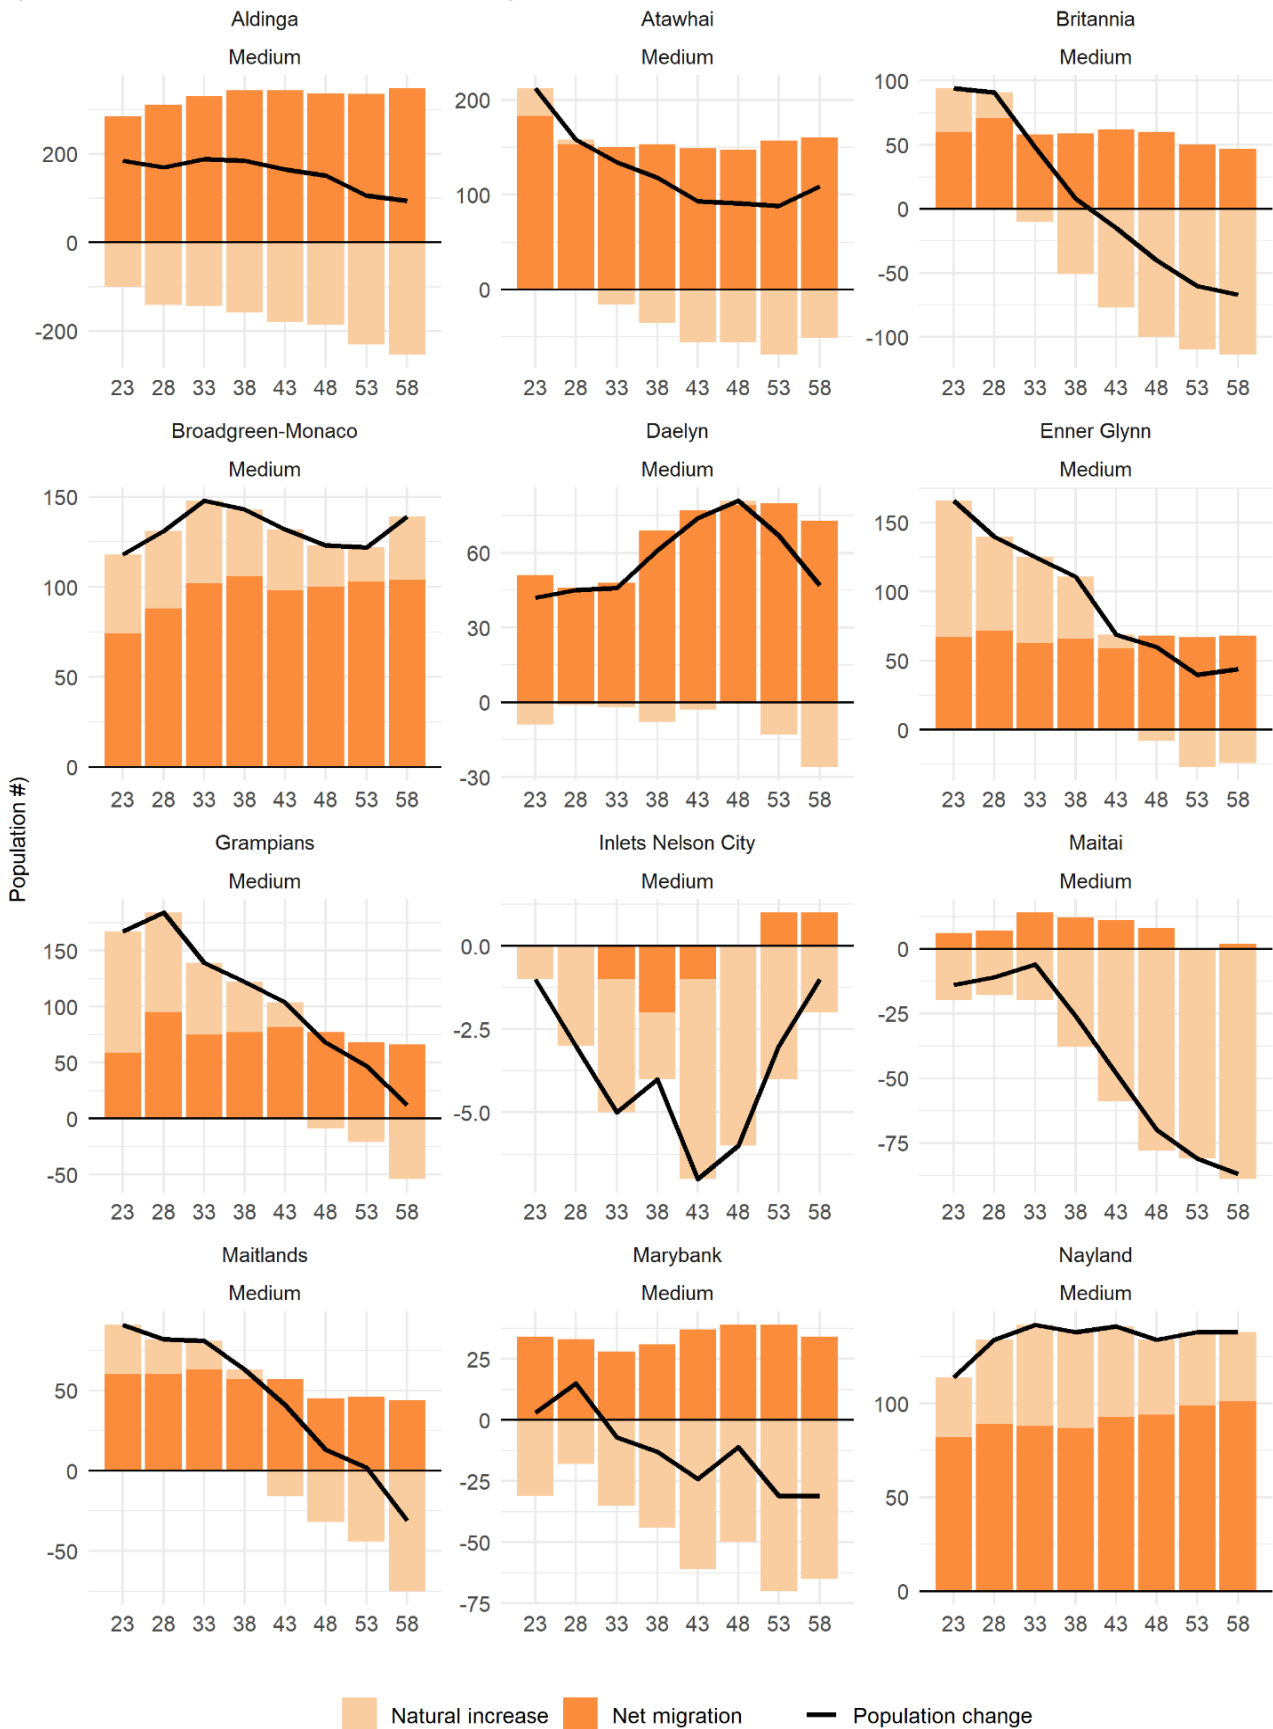 Aldinga
Medium
200
0
-200
23 28 33 38 43 48 53 58
Atawhai
Medium
200
100
0
23 28 33 38 43 48 53 58
Britannia
Medium
100
50
0
-50
-100
23 28 33 38 43 48 53 58
Broadgreen-Monaco
Medium
150
100
50
0
23 28 33 38 43 48 53 58
Daelyn
Medium
60
30
0
-30
23 28 33 38 43 48 53 58
Enner Glynn
Medium
150
100
50
0
23 28 33 38 43 48 53 58
Population #)
Grampians
Medium
150
100
50
0
-50
23 28 33 38 43 48 53 58
Inlets Nelson City
Medium
0.0
-2.5
-5.0
23 28 33 38 43 48 53 58
Maitai
Medium
0
-25
-50
-75
23 28 33 38 43 48 53 58
Maitlands
Medium
50
0
-50
23 28 33 38 43 48 53 58
Marybank
Medium
25
0
-25
-50
-75
23 28 33 38 43 48 53 58
Nayland
Medium
100
50
0
23 28 33 38 43 48 53 58
Natural increase Net migration Population change